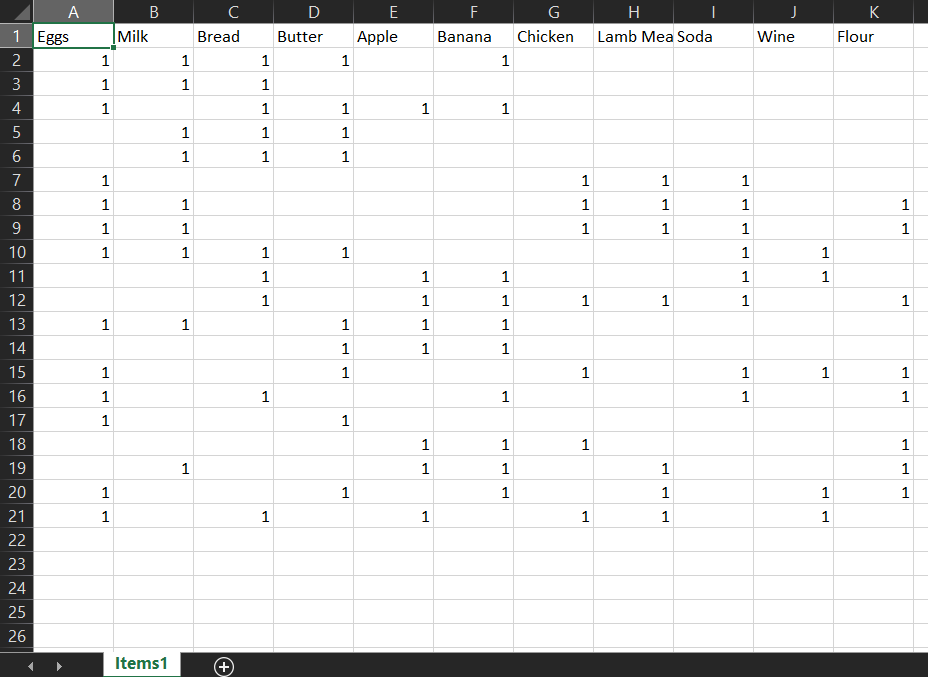 A B C D E F G H I J K
1 Eggs Milk Bread Butter Apple Banana Chicken Lamb Mea Soda Wine Flour
2 1 1 1 1 1
3 1 1 1
4 1 1 1 1 1
5 1 1 1
6 1 1 1
7 1 1 1 1
8 1 1 1 1 1 1
9 1 1 1 1 1 1
10 1 1 1 1 1 1
11 1 1 1 1 1
12 1 1 1 1 1 1 1
13 1 1 1 1 1
14 1 1 1
15 1 1 1 1 1 1
16 1 1 1 1 1
17 1 1
18 1 1 1 1
19 1 1 1 1 1
20 1 1 1 1 1 1
21 1 1 1 1 1 1
22
23
24
25
26
Items1